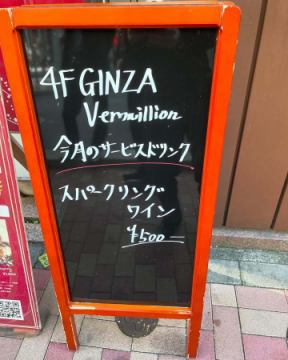 4F GINZA
Vermillion
今月のサービスドリンク
スパークリング
ワイン
¥500